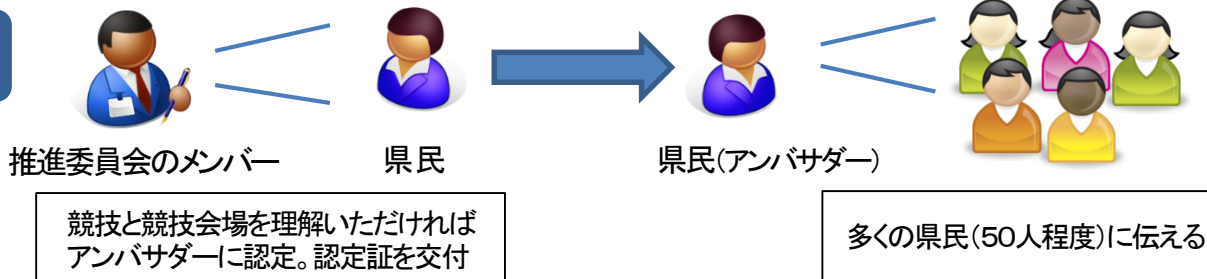 推進委員会のメンバー
県民
県民(アンバサダー)
競技と競技会場を理解いただければ
アンバサダーに認定。認定証を交付
多くの県民(50人程度)に伝える